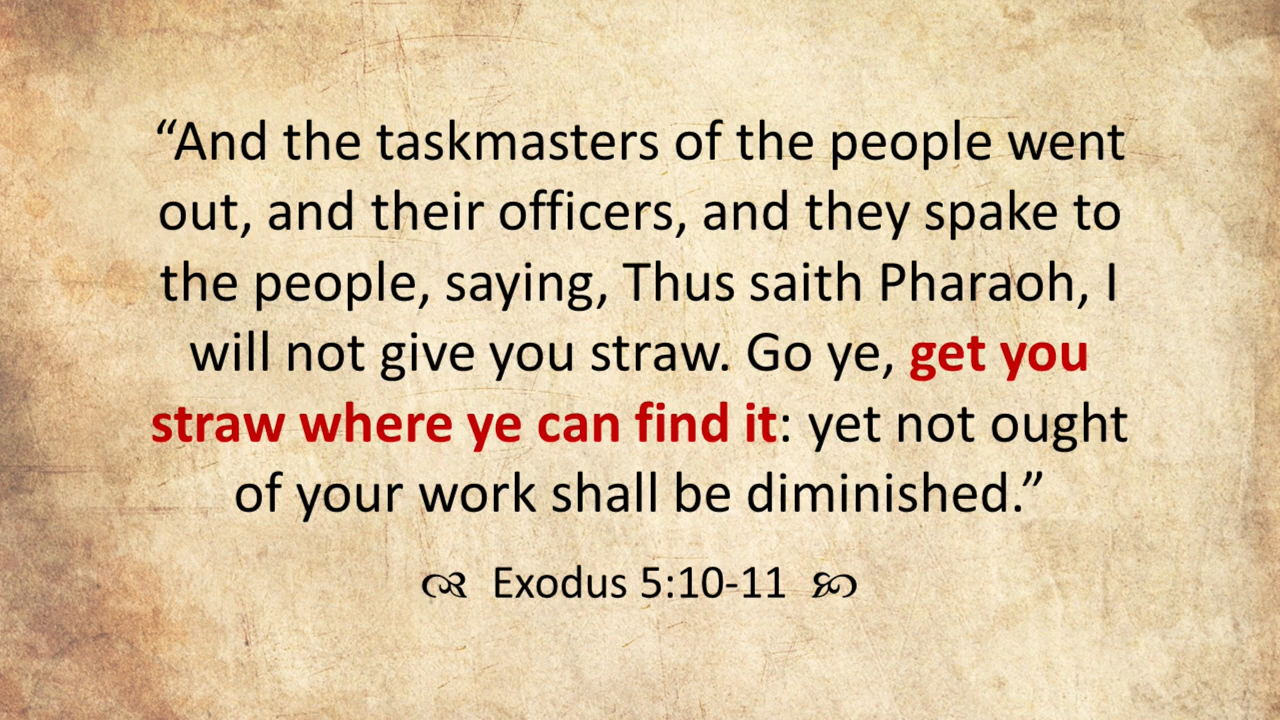 “And the taskmasters of the people went
out, and their officers, and they spake to
the people, saying, Thus saith Pharaoh, I
will not give you straw. Go ye, get you
straw where ye can find it: yet not ought
of your work shall be diminished.”
Exodus 5:10-11